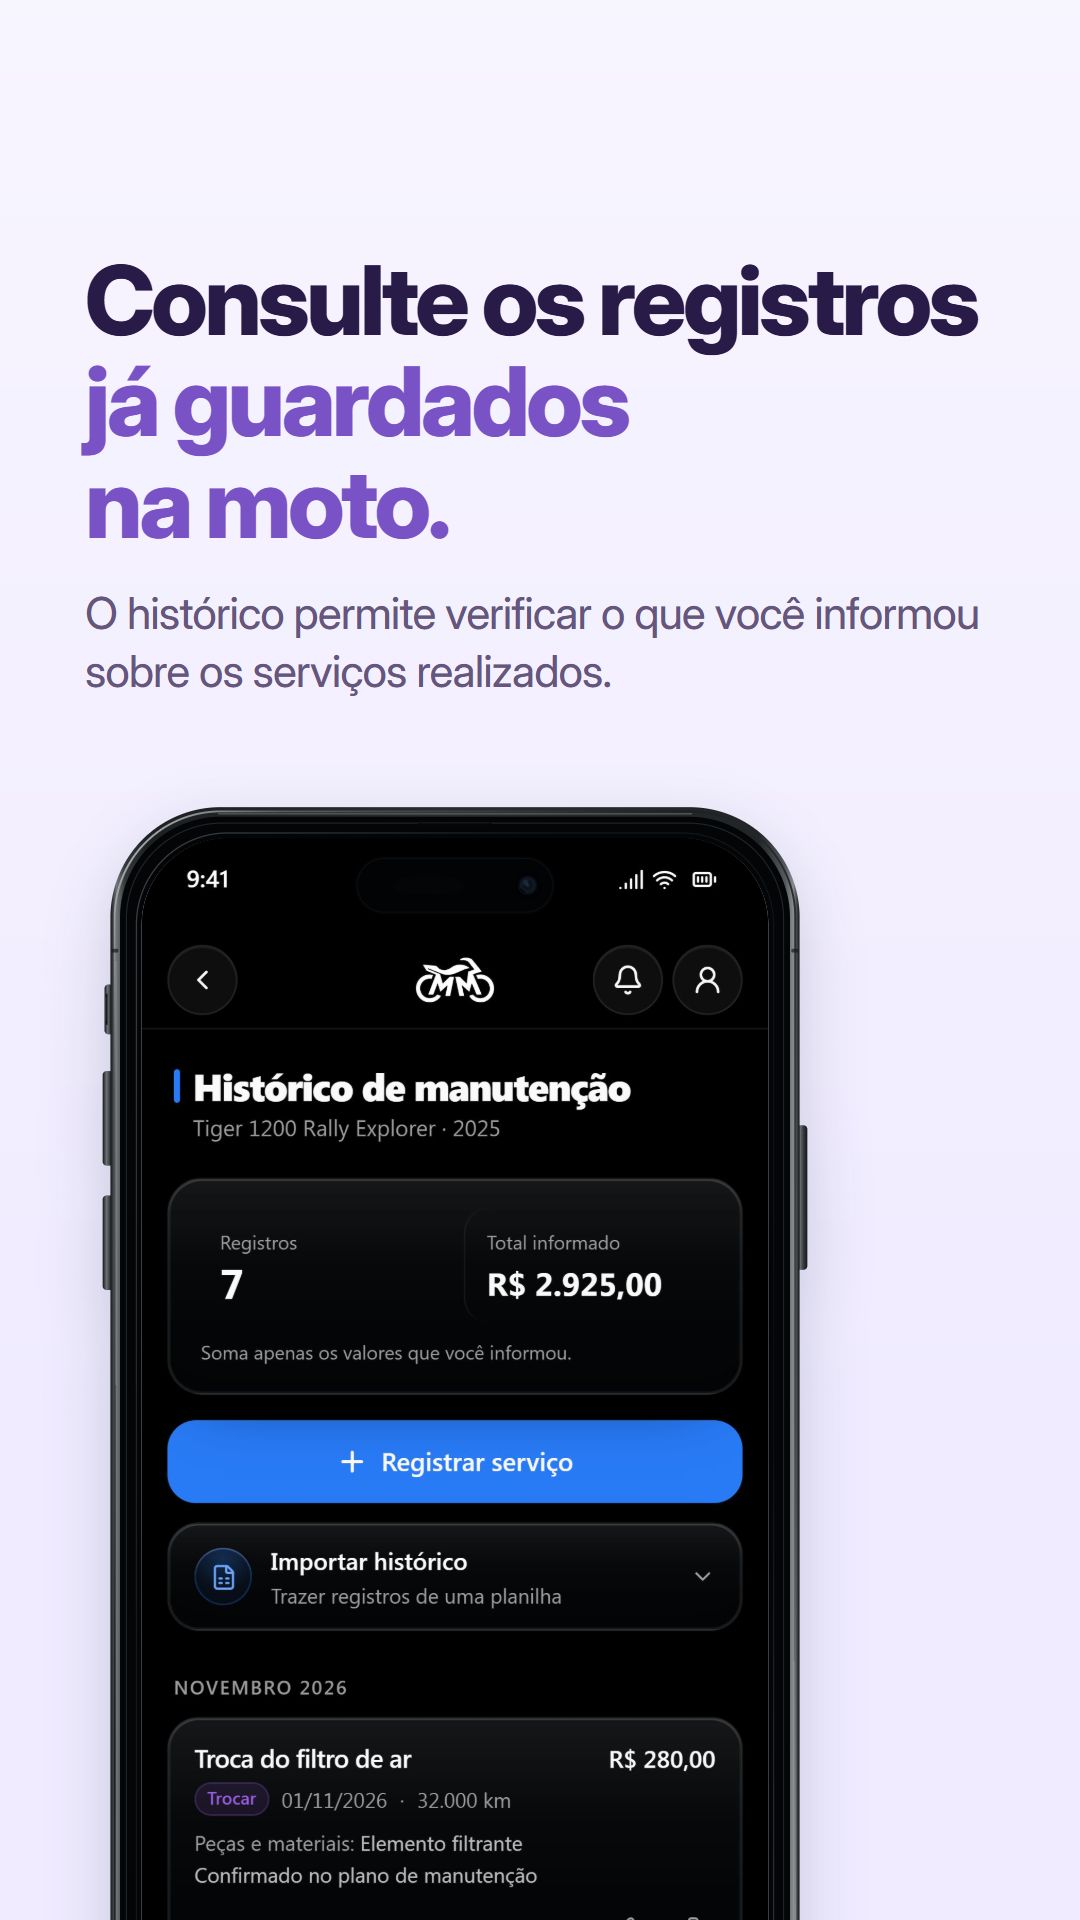 Consulte os registros
já guardados
na moto.
O histórico permite verificar o que você informou
sobre os serviços realizados.
9:41
MM
Histórico de manutenção
Tiger 1200 Rally Explorer · 2025
Registros
7
Total informado
R$ 2.925,00
Soma apenas os valores que você informou.
+ Registrar serviço
Importar histórico
Trazer registros de uma planilha
NOVEMBRO 2026
Troca do filtro de ar
R$ 280,00
Trocar 01/11/2026 · 32.000 km
Peças e materiais: Elemento filtrante
Confirmado no plano de manutenção